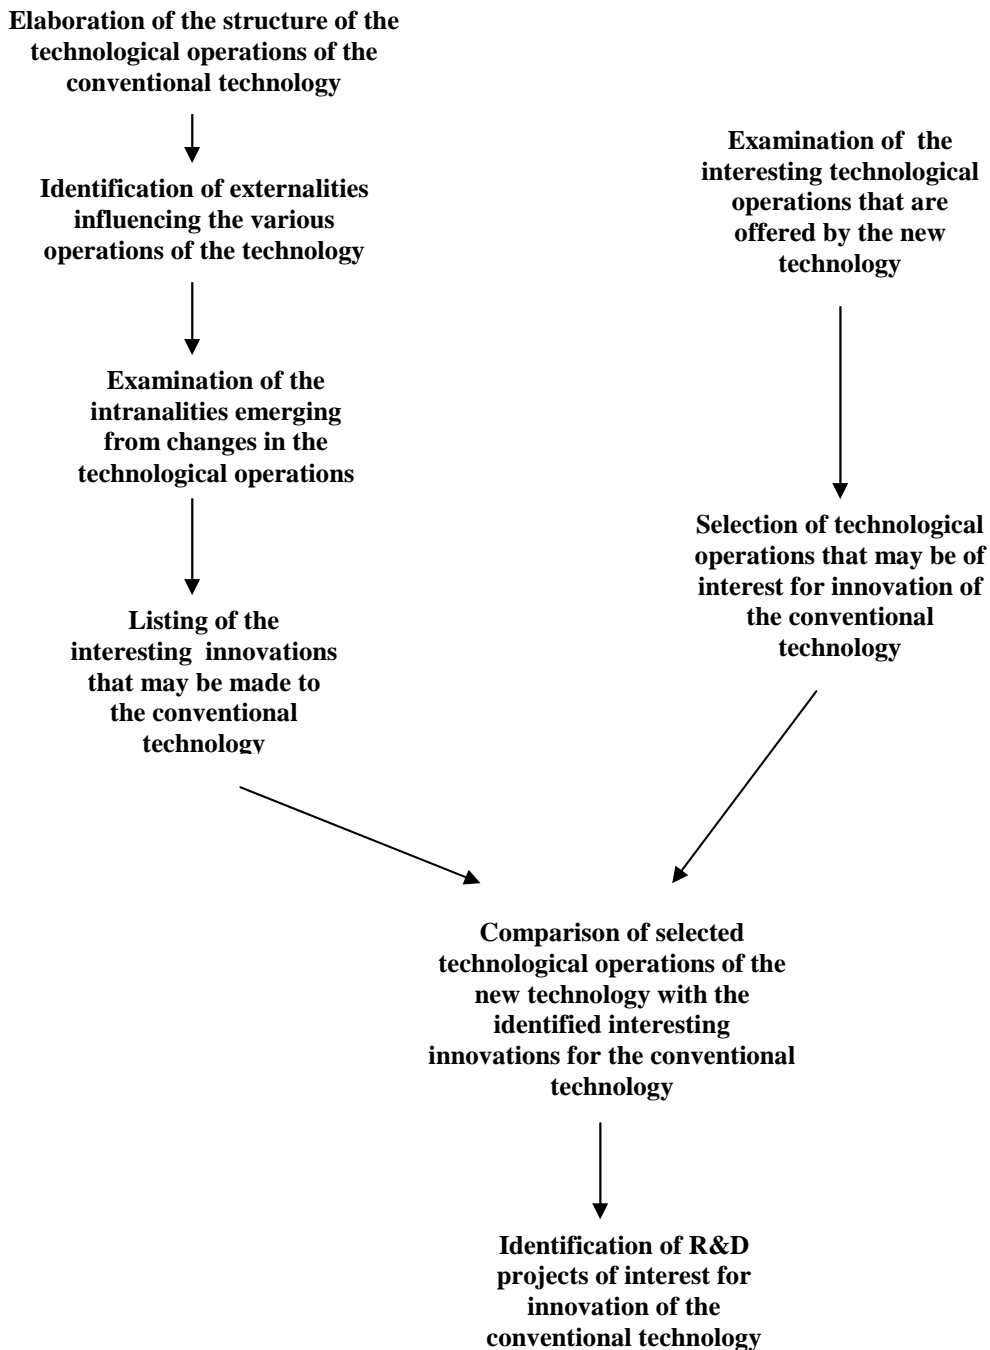 Elaboration of the structure of the
technological operations of the
conventional technology
Identification of externalities
influencing the various
operations of the technology
Examination of the
intranalities emerging
from changes in the
technological operations
Listing of the
interesting innovations
that may be made to
the conventional
technology
Examination of the
interesting technological
operations that are
offered by the new
technology
Selection of technological
operations that may be of
interest for innovation of
the conventional
technology
Comparison of selected
technological operations of the
new technology with the
identified interesting
innovations for the conventional
technology
Identification of R&D
projects of interest for
innovation of the
conventional technology